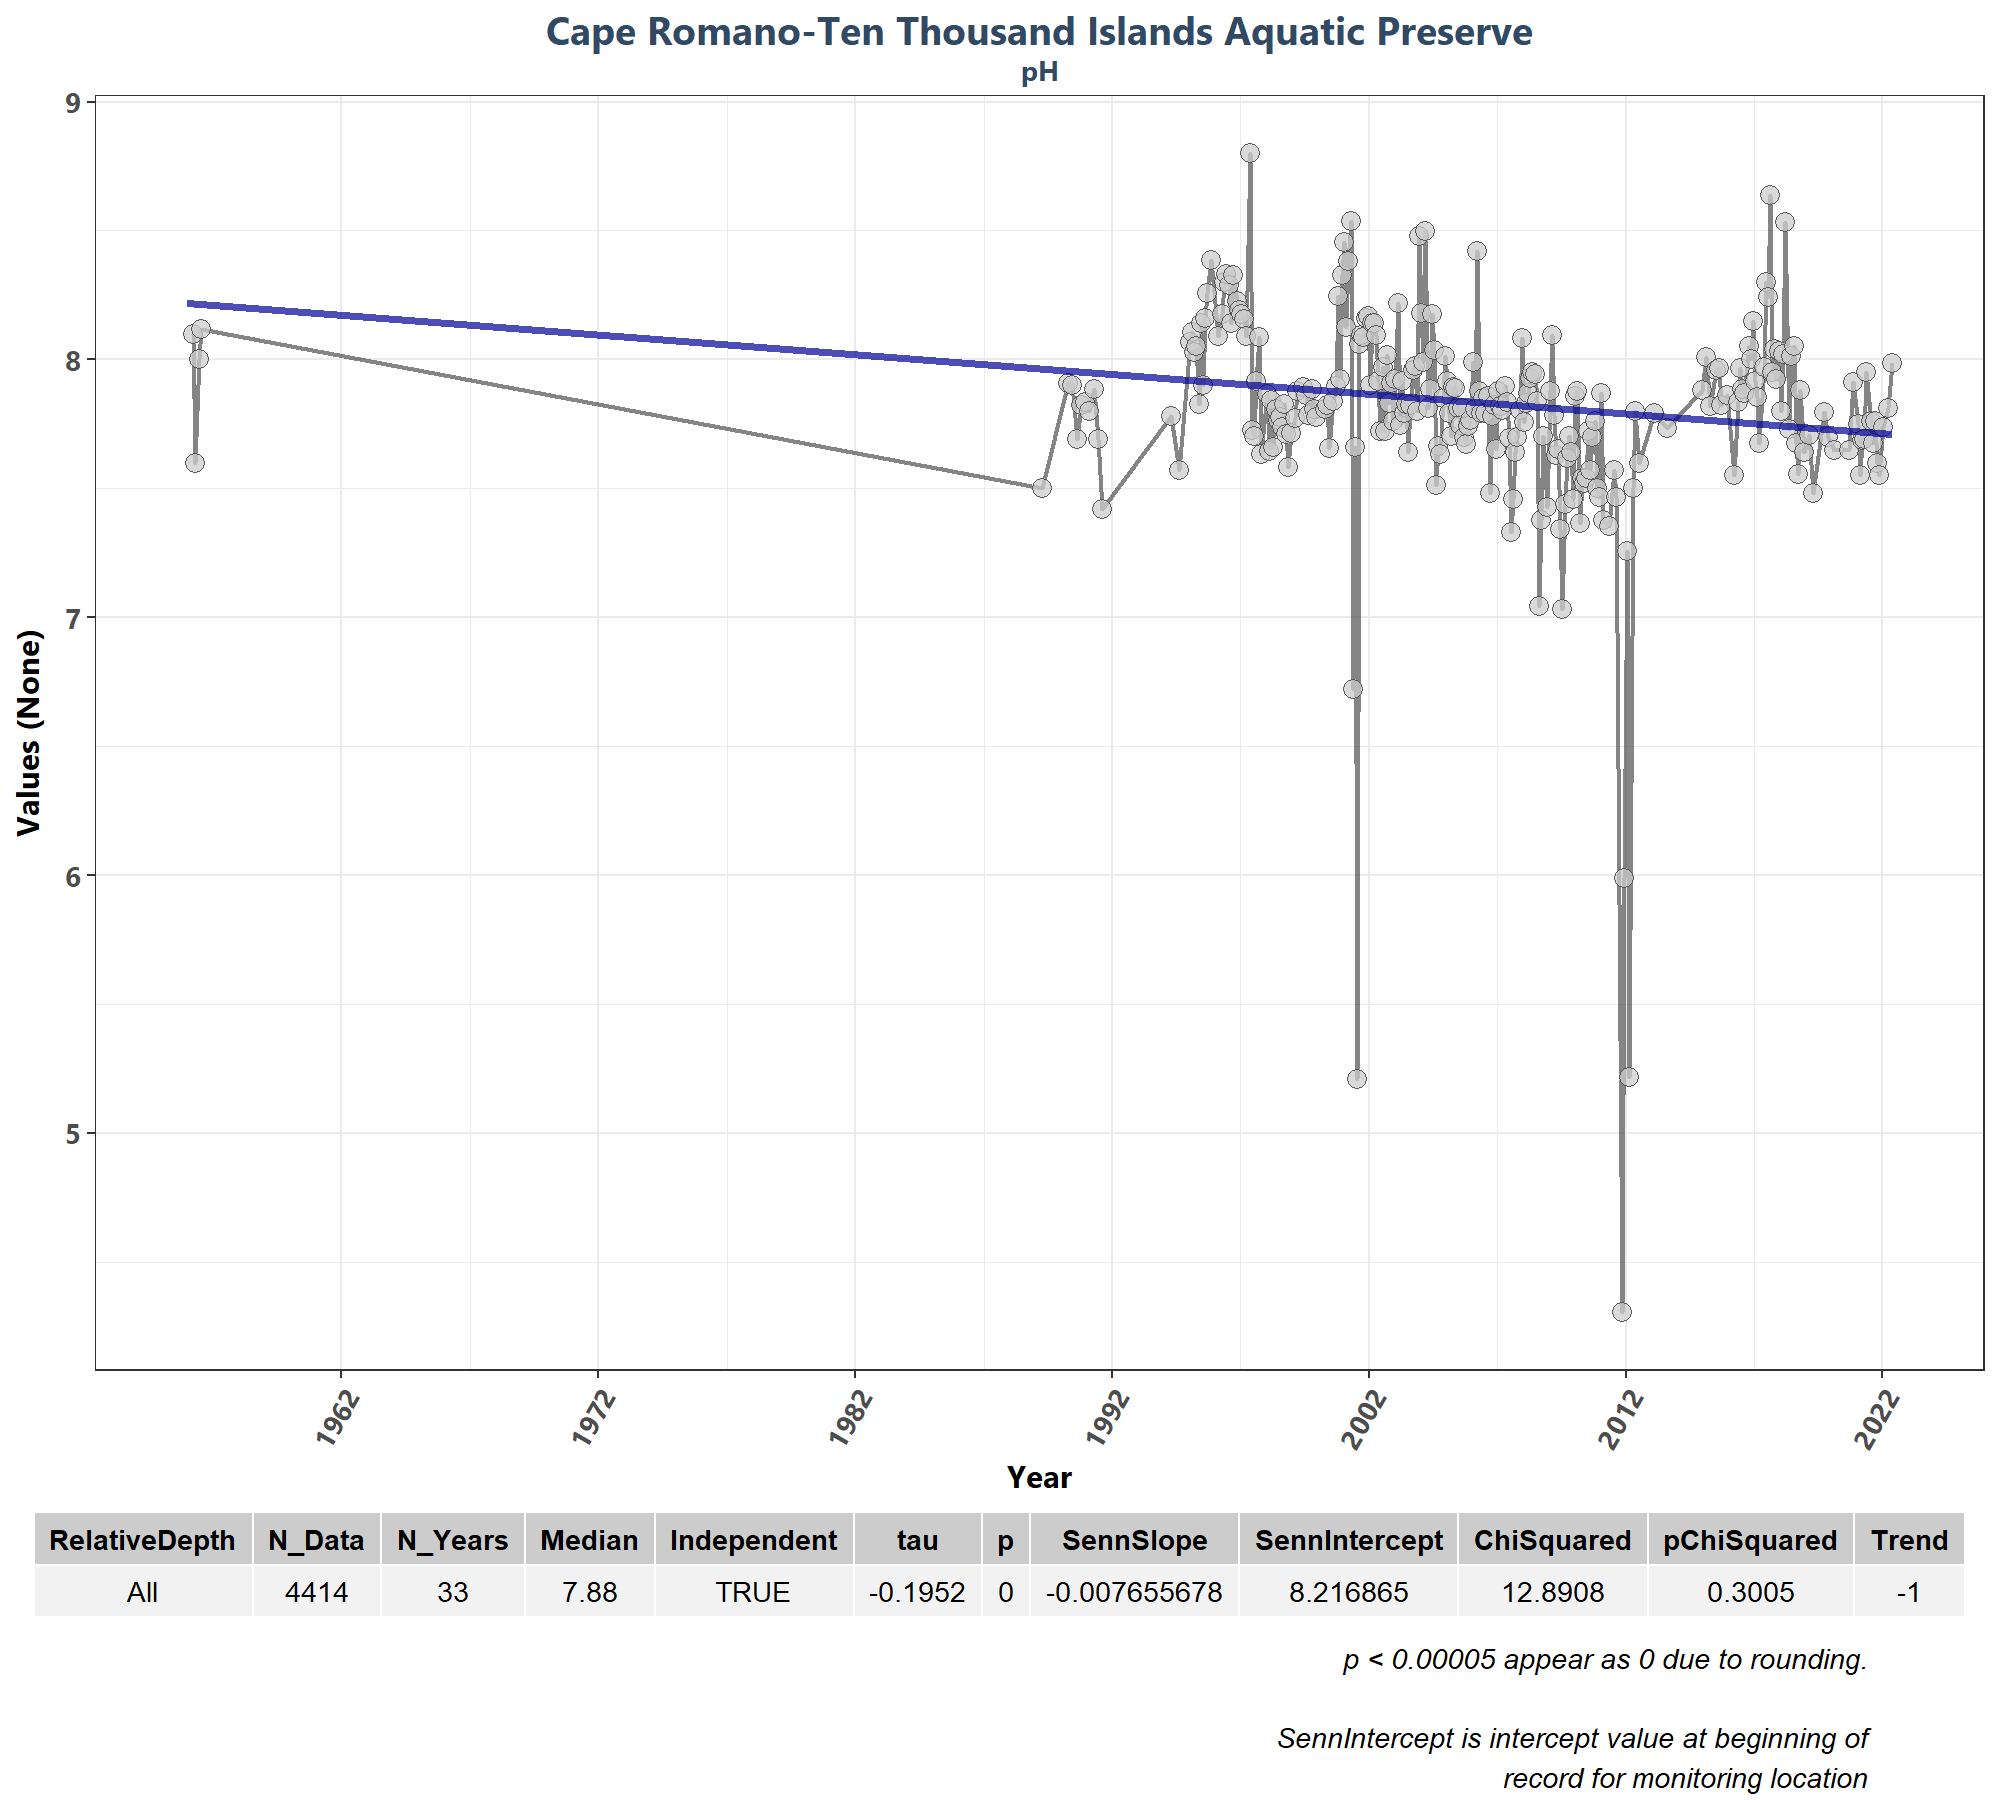 Cape Romano-Ten Thousand Islands Aquatic Preserve
pH
9
8
7
6
5
Values (None)
1962 1972 1982 1992 2002 2012 2022
Year
RelativeDepth N_Data N_Years Median Independent tau p SennSlope SennIntercept ChiSquared pChiSquared Trend
All 4414 33 7.88 TRUE -0.1952 0 -0.007655678 8.216865 12.8908 0.3005 -1
p < 0.00005 appear as 0 due to rounding.
SennIntercept is intercept value at beginning of
record for monitoring location